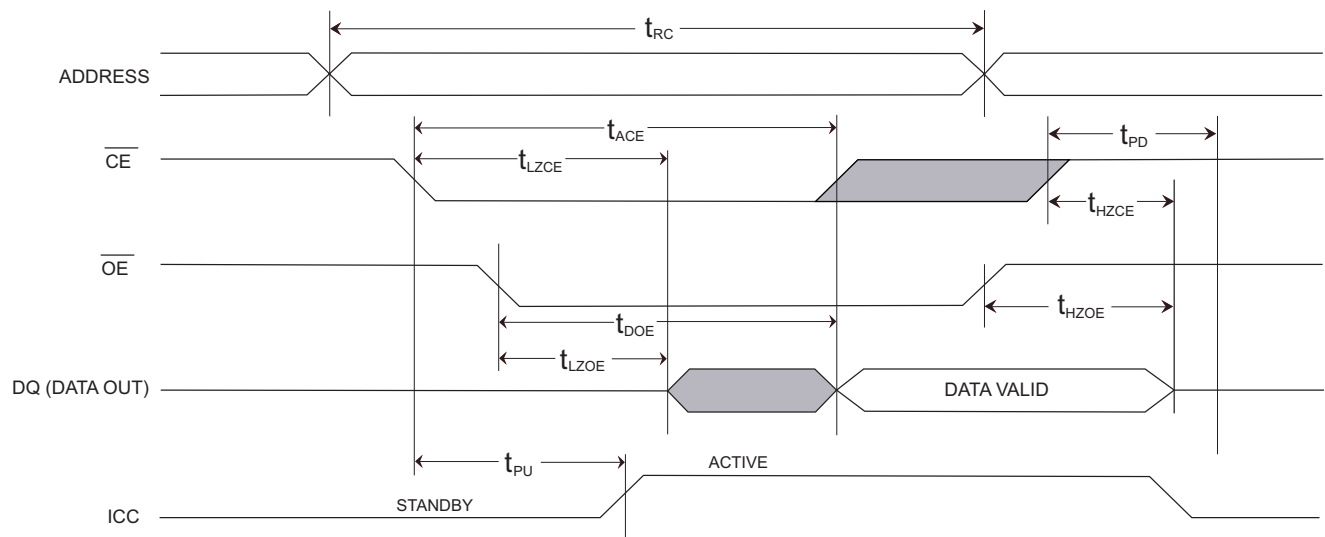 tRC
ADDRESS
tACE
tPD
CE
tLZCE
tHZCE
OE
tHZOE
tDOE
tLZOE
DQ (DATA OUT)
DATA VALID
tPU
ACTIVE
STANDBY
ICC